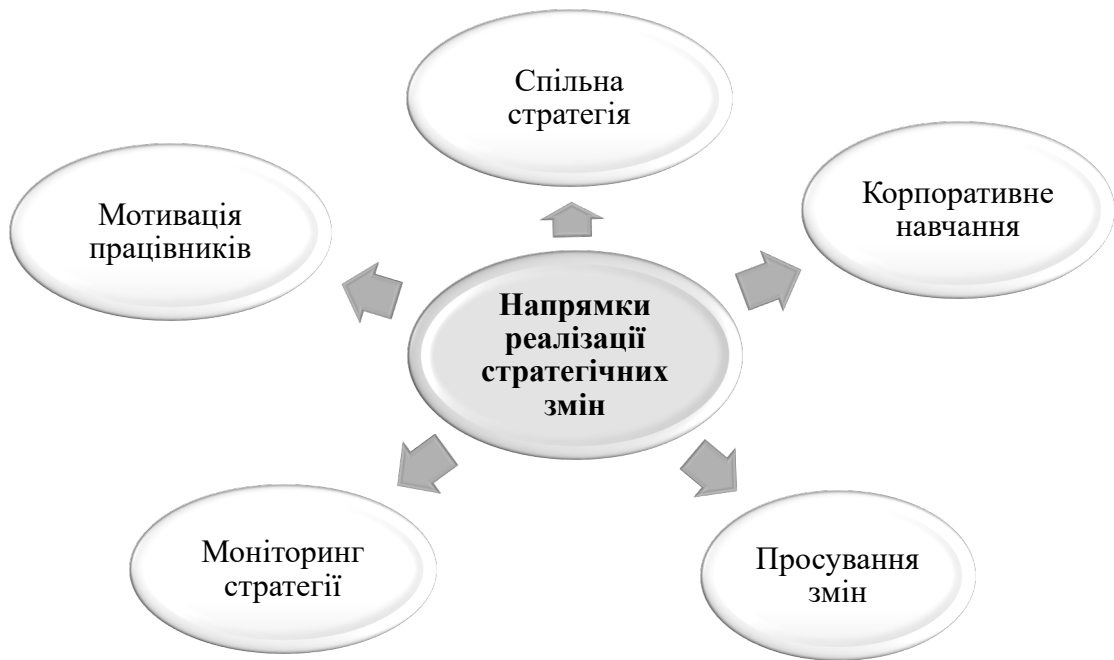 Спільна
стратегія
Корпоративне
навчання
Мотивація
працівників
Напрямки
реалізації
стратегічних
змін
Моніторинг
стратегії
Просування
змін